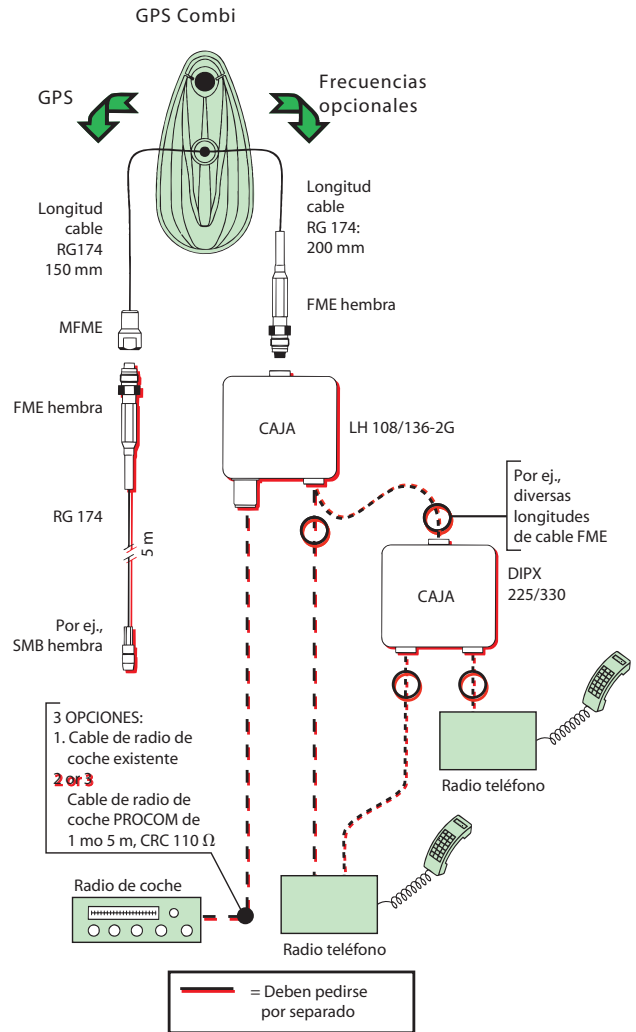 GPS Combi
GPS
Frecuencias
opcionales
Longitud
cable
RG174
150 mm
Longitud
cable
RG 174:
200 mm
MFME
FME hembra
FME hembra
CAJA
LH 108/136-2G
RG 174
5 m
Por ej.,
diversas
longitudes
de cable FME
DIPX
225/330
CAJA
Por ej.,
SMB hembra
3 OPCIONES:
1. Cable de radio de
coche existente
2 or 3
Cable de radio de
coche PROCOM de
1 mo 5 m, CRC 110 Ω
Radio teléfono
Radio de coche
Radio teléfono
= Deben pedirse
por separado